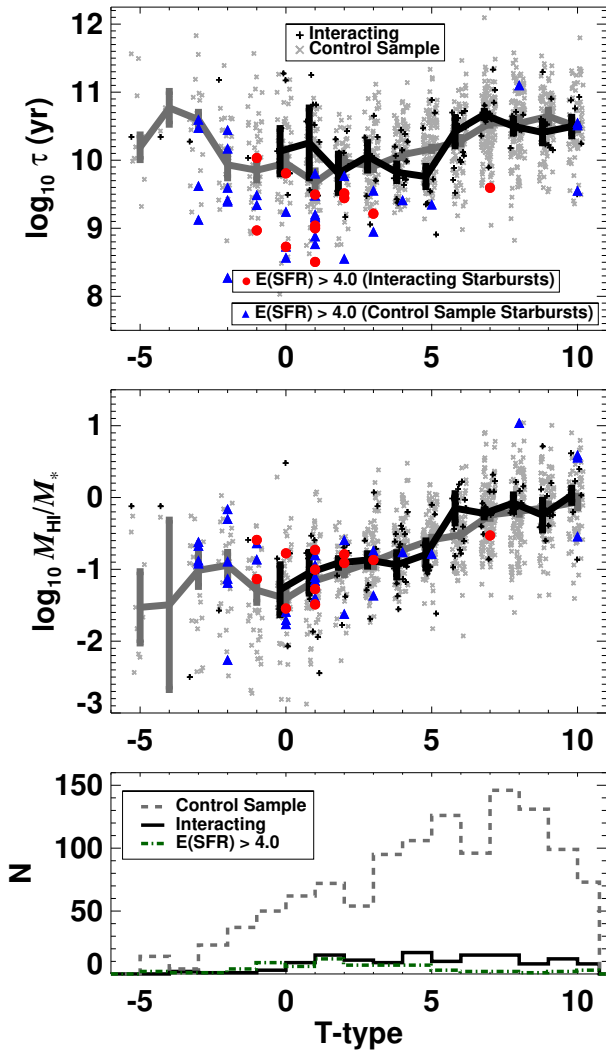 12
+ Interacting
× Control Sample
11
10
9
8
log₁₀ τ (yr)
● E(SFR) > 4.0 (Interacting Starbursts)
▲ E(SFR) > 4.0 (Control Sample Starbursts)
-5 0 5 10
1
0
-1
-2
-3
log₁₀ M_HI/M_*
-5 0 5 10
150
100
50
0
N
Control Sample
Interacting
E(SFR) > 4.0
-5 0 5 10
T-type